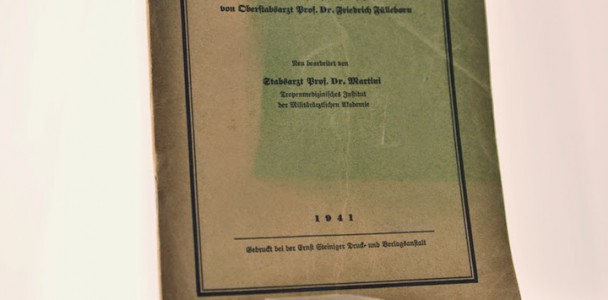 von Oberstabsarzt Prof. Dr. Friedrich Fülleborn
Neu bearbeitet von
Stabsarzt Prof. Dr. Martini
Tropenmedizinisches Institut
der Militärärztlichen Akademie
1941
Gedruckt bei der Ernst Steiniger Druck- und Verlagsanstalt